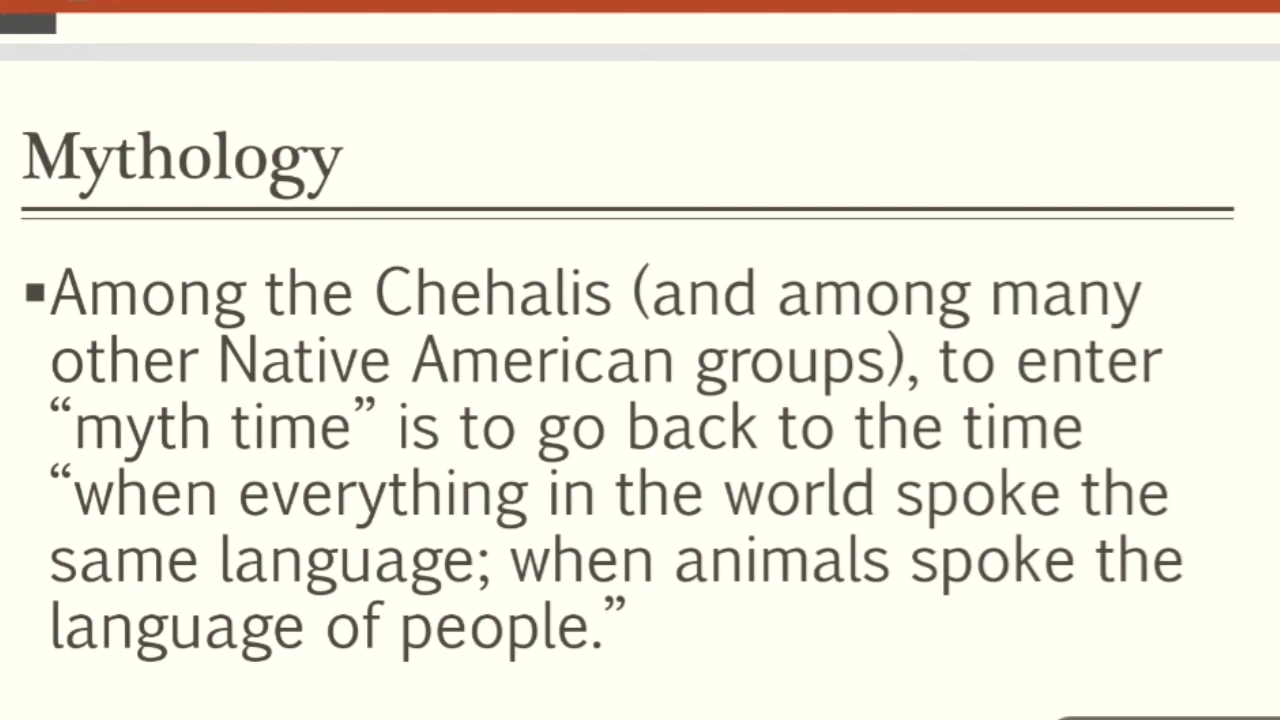 Mythology
▪Among the Chehalis (and among many
other Native American groups), to enter
“myth time” is to go back to the time
“when everything in the world spoke the
same language; when animals spoke the
language of people.”